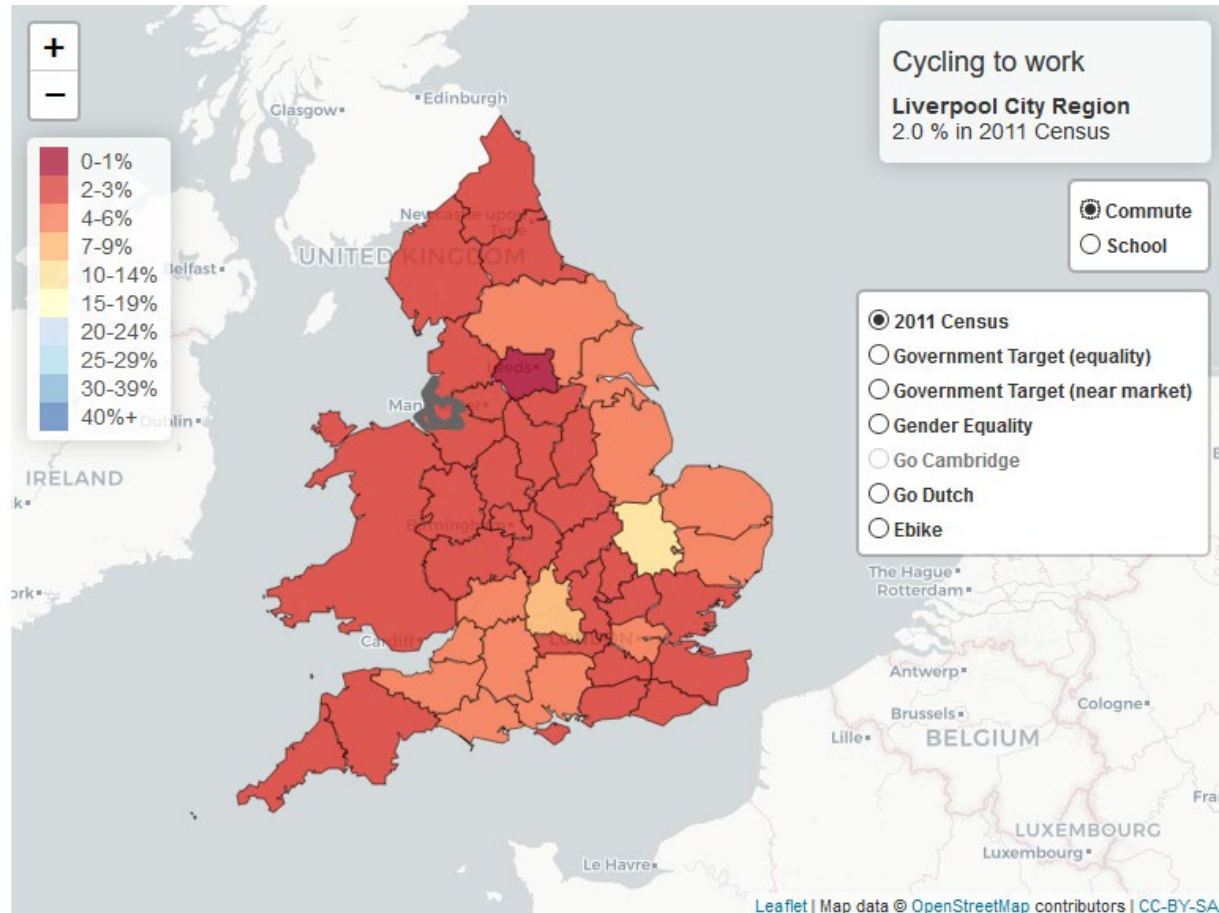 +
−
0-1%
2-3%
4-6%
7-9%
10-14%
15-19%
20-24%
25-29%
30-39%
40%+
Cycling to work
Liverpool City Region
2.0 % in 2011 Census
Commute
School
2011 Census
Government Target (equality)
Government Target (near market)
Gender Equality
Go Cambridge
Go Dutch
Ebike
Edinburgh
Glasgow
Newcastle upon
Tyne
UNITED KINGDOM
Belfast
Leeds
Dublin
IRELAND
Birmingham
Cardiff
LONDON
The Hague
Rotterdam
Antwerp
Brussels
Cologne
Lille
BELGIUM
LUXEMBOURG
Luxembourg
Le Havre
Leaflet | Map data © OpenStreetMap contributors | CC-BY-SA